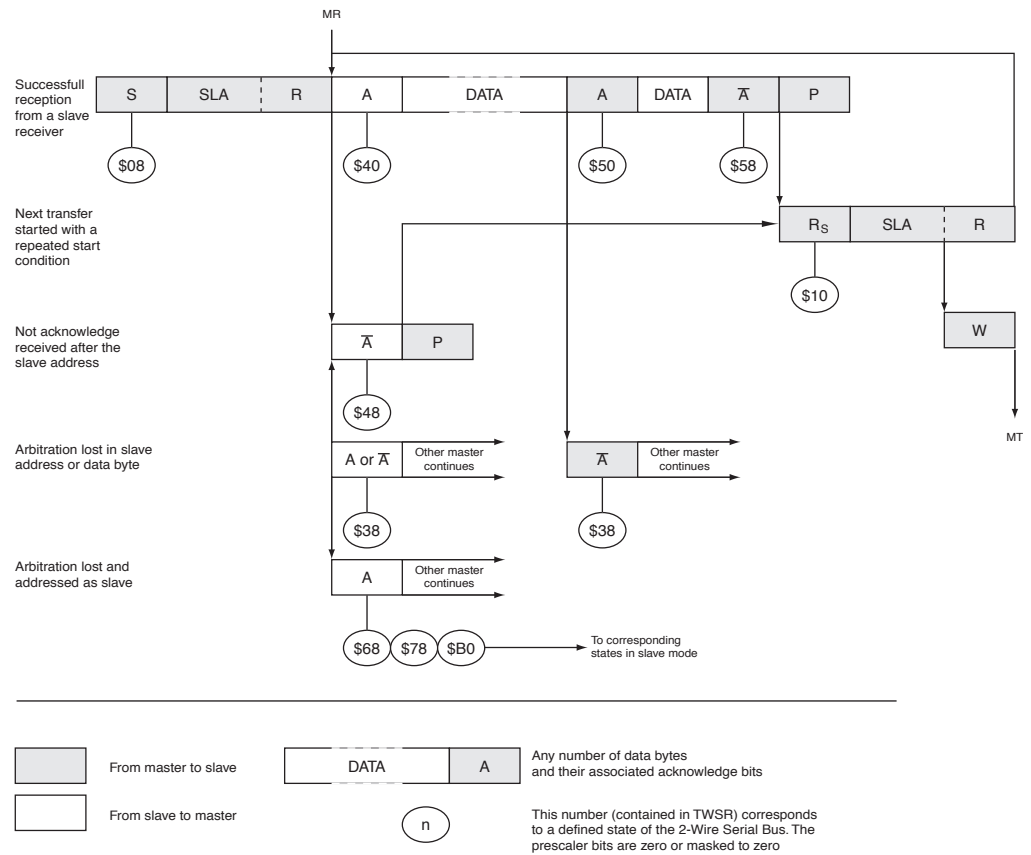 MR
Successfull
reception
from a slave
receiver
S SLA R A DATA A DATA A̅ P
$08 $40 $50 $58
Next transfer
started with a
repeated start
condition
RS SLA R
$10
Not acknowledge
received after the
slave address
A̅ P
W
$48
MT
Arbitration lost in slave
address or data byte
A or A̅ Other master
continues
A̅ Other master
continues
$38 $38
Arbitration lost and
addressed as slave
A Other master
continues
$68 $78 $B0
To corresponding
states in slave mode
From master to slave
DATA A
Any number of data bytes
and their associated acknowledge bits
From slave to master
n
This number (contained in TWSR) corresponds
to a defined state of the 2-Wire Serial Bus. The
prescaler bits are zero or masked to zero